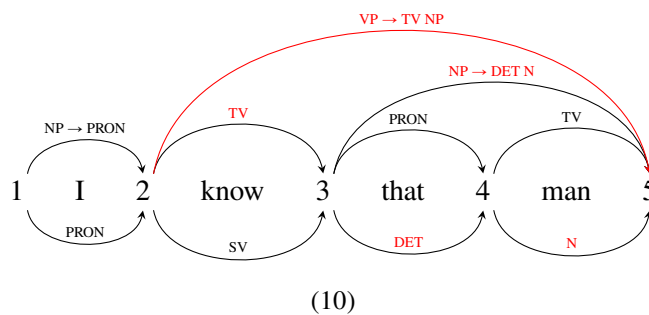 VP → TV NP
NP → DET N
NP → PRON
TV
PRON
TV
1 I 2 know 3 that 4 man 5
PRON
SV
DET
N
(10)